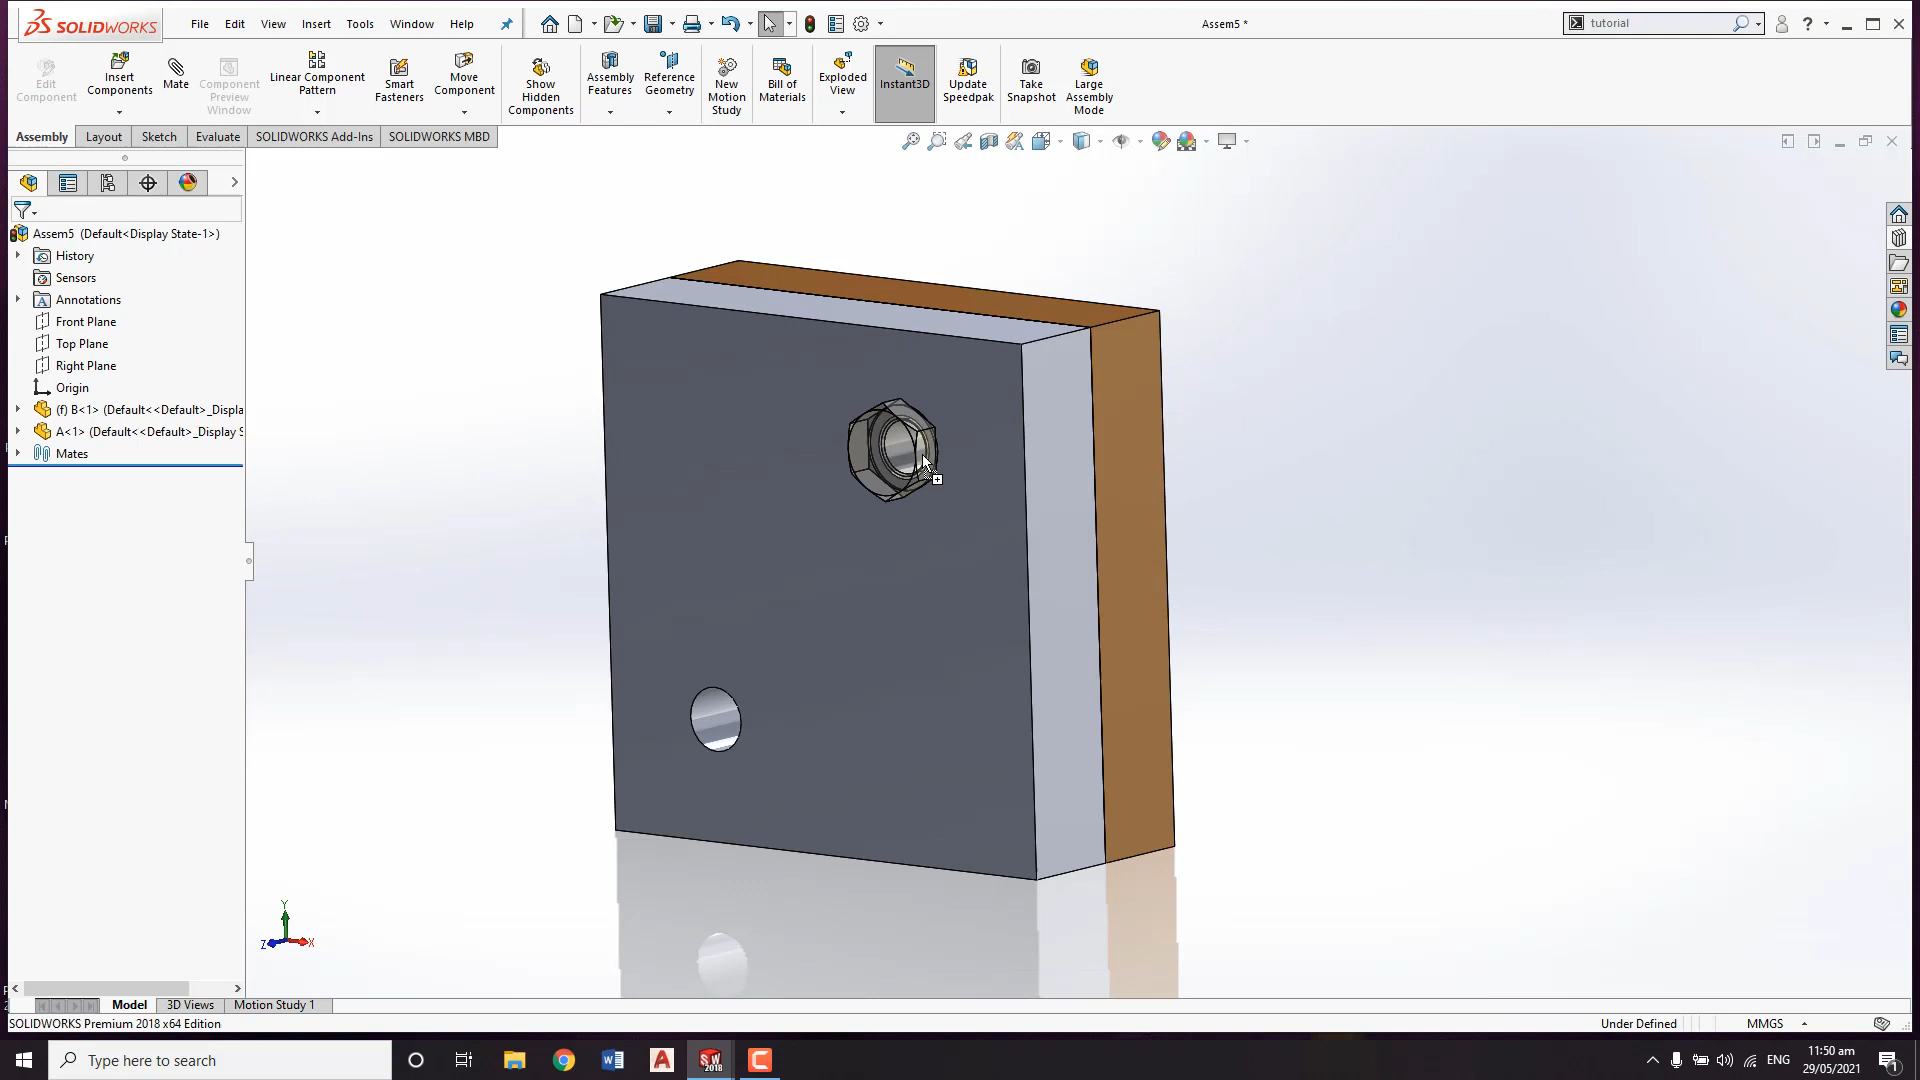 SOLIDWORKS File Edit View Insert Tools Window Help Assem5 * tutorial
Edit Component
Insert Components
Mate
Component Preview Window
Linear Component Pattern
Smart Fasteners
Move Component
Show Hidden Components
Assembly Features
Reference Geometry
New Motion Study
Bill of Materials
Exploded View
Instant3D
Update Speedpak
Take Snapshot
Large Assembly Mode
Assembly Layout Sketch Evaluate SOLIDWORKS Add-Ins SOLIDWORKS MBD
Assem5 (Default<Display State-1>)
History
Sensors
Annotations
Front Plane
Top Plane
Right Plane
Origin
(f) B<1> (Default<<Default>_Displa
A<1> (Default<<Default>_Display S
Mates
Y
Z X
Model 3D Views Motion Study 1
SOLIDWORKS Premium 2018 x64 Edition Under Defined MMGS
Type here to search ENG 11:50 am
29/05/2021